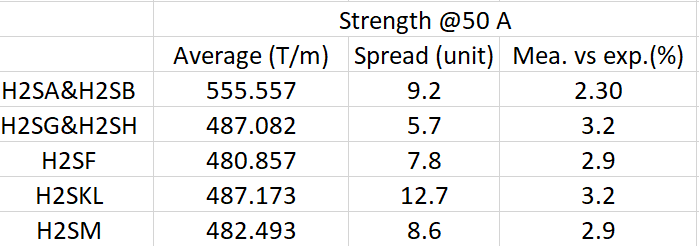 Strength @50 A
Average (T/m) Spread (unit) Mea. vs exp.(%)
H2SA&H2SB 555.557 9.2 2.30
H2SG&H2SH 487.082 5.7 3.2
H2SF 480.857 7.8 2.9
H2SKL 487.173 12.7 3.2
H2SM 482.493 8.6 2.9